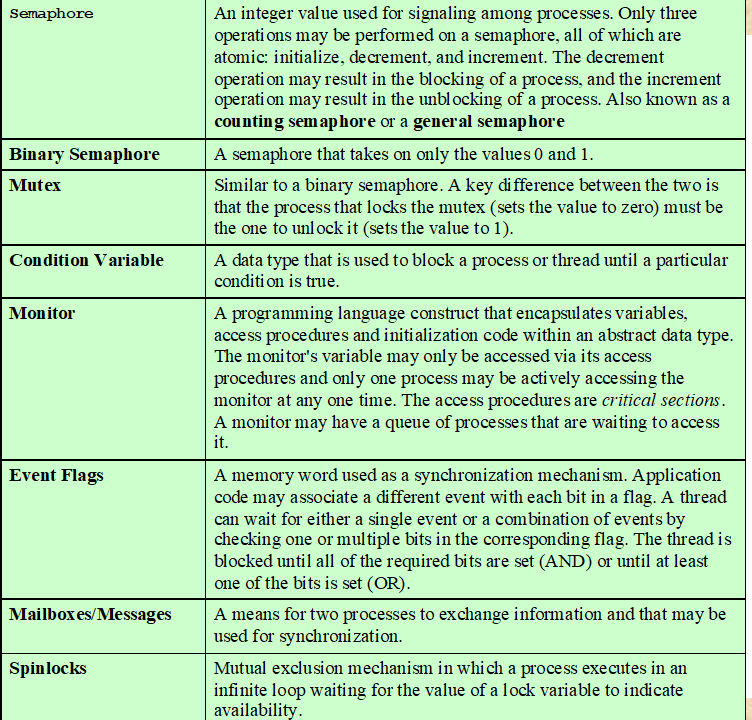 Semaphore
An integer value used for signaling among processes. Only three
operations may be performed on a semaphore, all of which are
atomic: initialize, decrement, and increment. The decrement
operation may result in the blocking of a process, and the increment
operation may result in the unblocking of a process. Also known as a
counting semaphore or a general semaphore
Binary Semaphore
A semaphore that takes on only the values 0 and 1.
Mutex
Similar to a binary semaphore. A key difference between the two is
that the process that locks the mutex (sets the value to zero) must be
the one to unlock it (sets the value to 1).
Condition Variable
A data type that is used to block a process or thread until a particular
condition is true.
Monitor
A programming language construct that encapsulates variables,
access procedures and initialization code within an abstract data type.
The monitor's variable may only be accessed via its access
procedures and only one process may be actively accessing the
monitor at any one time. The access procedures are critical sections.
A monitor may have a queue of processes that are waiting to access
it.
Event Flags
A memory word used as a synchronization mechanism. Application
code may associate a different event with each bit in a flag. A thread
can wait for either a single event or a combination of events by
checking one or multiple bits in the corresponding flag. The thread is
blocked until all of the required bits are set (AND) or until at least
one of the bits is set (OR).
Mailboxes/Messages
A means for two processes to exchange information and that may be
used for synchronization.
Spinlocks
Mutual exclusion mechanism in which a process executes in an
infinite loop waiting for the value of a lock variable to indicate
availability.